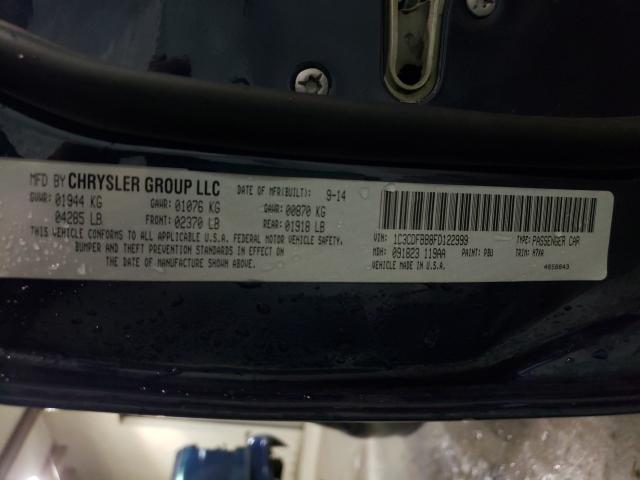 MFD BY CHRYSLER GROUP LLC DATE OF MFR(BUILT): 9-14
GVWR: 01944 KG GAWR: 01076 KG GAWR: 00870 KG
04285 LB FRONT: 02370 LB REAR: 01918 LB
THIS VEHICLE CONFORMS TO ALL APPLICABLE U.S.A. FEDERAL MOTOR VEHICLE SAFETY,
BUMPER AND THEFT PREVENTION STANDARDS IN EFFECT ON
THE DATE OF MANUFACTURE SHOWN ABOVE.
VIN: 1C3CDFBB8FD122999 TYPE: PASSENGER CAR
MDH: 091823 119AA PAINT: PBU TRIM: H7XA
VEHICLE MADE IN U.S.A. 4658843